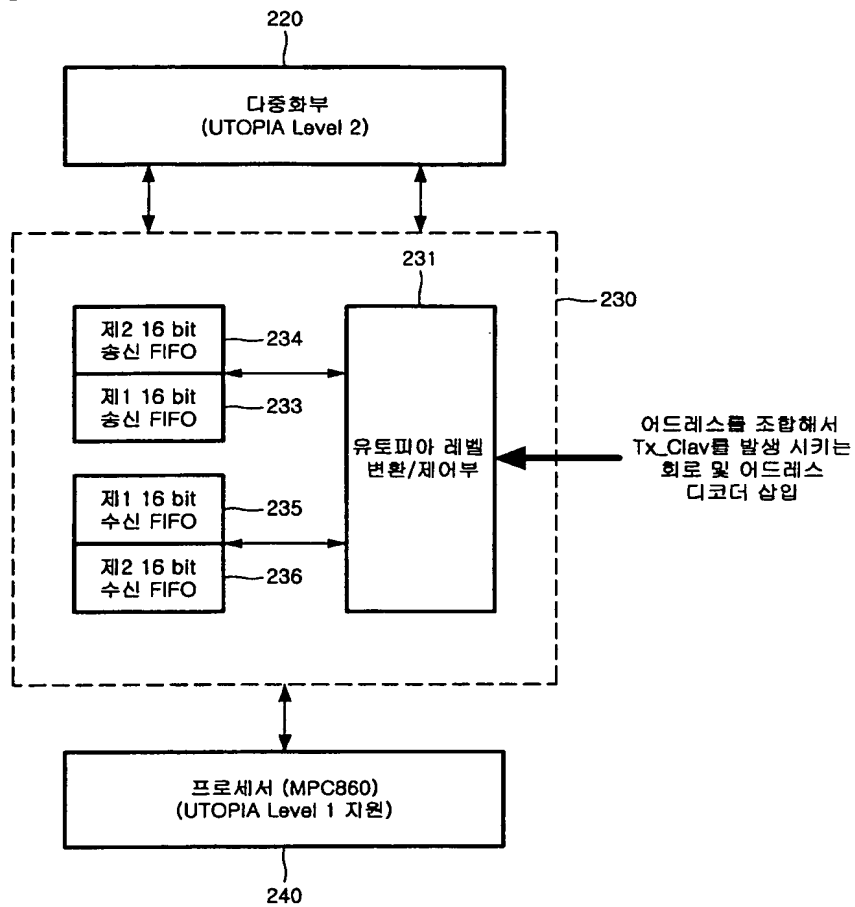 220
다중화부
(UTOPIA Level 2)
231
230
제2 16 bit
송신 FIFO
234
제1 16 bit
송신 FIFO
233
유토피아 레벨
변환/제어부
어드레스를 조합해서
Tx_Clav를 발생 시키는
회로 및 어드레스
디코더 삽입
제1 16 bit
수신 FIFO
235
제2 16 bit
수신 FIFO
236
프로세서 (MPC860)
(UTOPIA Level 1 지원)
240